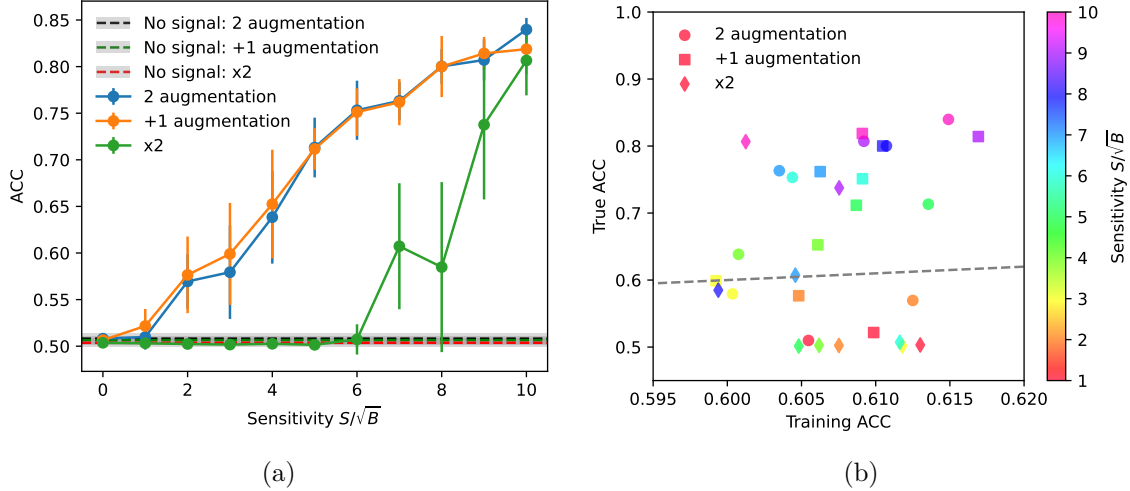 0.85
0.80
0.75
0.70
0.65
0.60
0.55
0.50
ACC
No signal: 2 augmentation
No signal: +1 augmentation
No signal: x2
2 augmentation
+1 augmentation
x2
0
2
4
6
8
10
Sensitivity S/√B
(a)
1.0
0.9
0.8
0.7
0.6
0.5
True ACC
2 augmentation
+1 augmentation
x2
0.595
0.600
0.605
0.610
0.615
0.620
Training ACC
10
9
8
7
6
5
4
3
2
1
Sensitivity S/√B
(b)